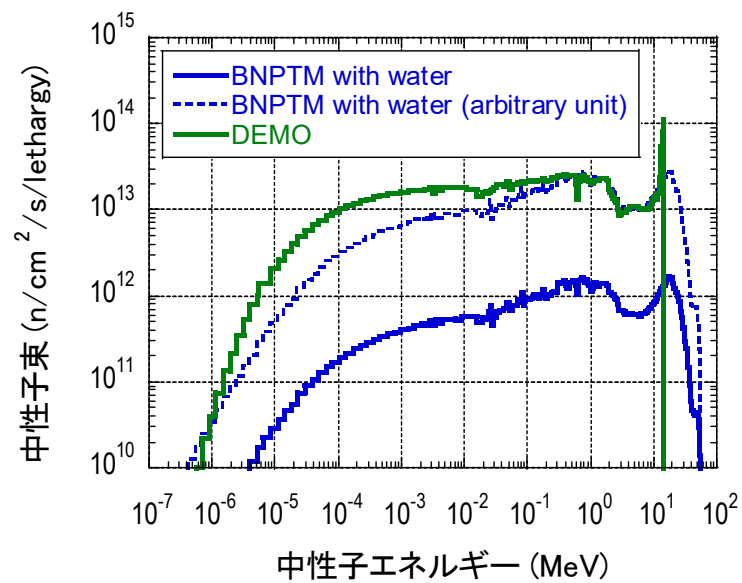 10^15
10^14
10^13
10^12
10^11
10^10
中性子束 (n/cm^2/s/lethargy)
BNPTM with water
BNPTM with water (arbitrary unit)
DEMO
10^-7 10^-6 10^-5 10^-4 10^-3 10^-2 10^-1 10^0 10^1 10^2
中性子エネルギー (MeV)